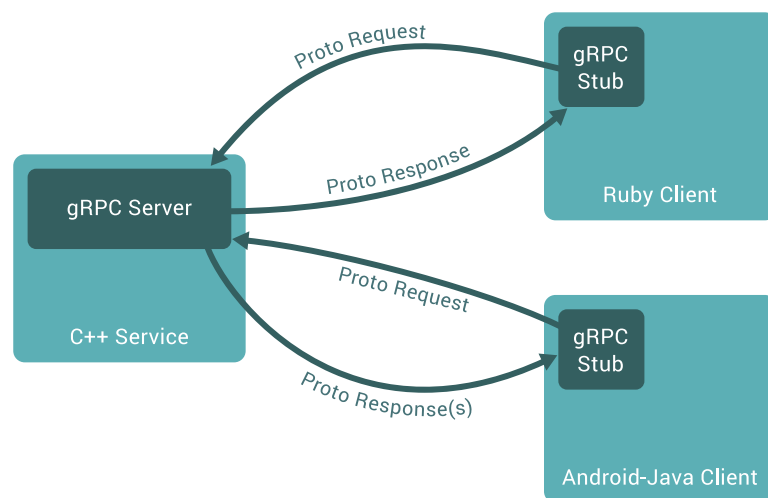 Proto Request
gRPC
Stub
Ruby Client
Proto Response
gRPC Server
C++ Service
Proto Request
gRPC
Stub
Android-Java Client
Proto Response(s)